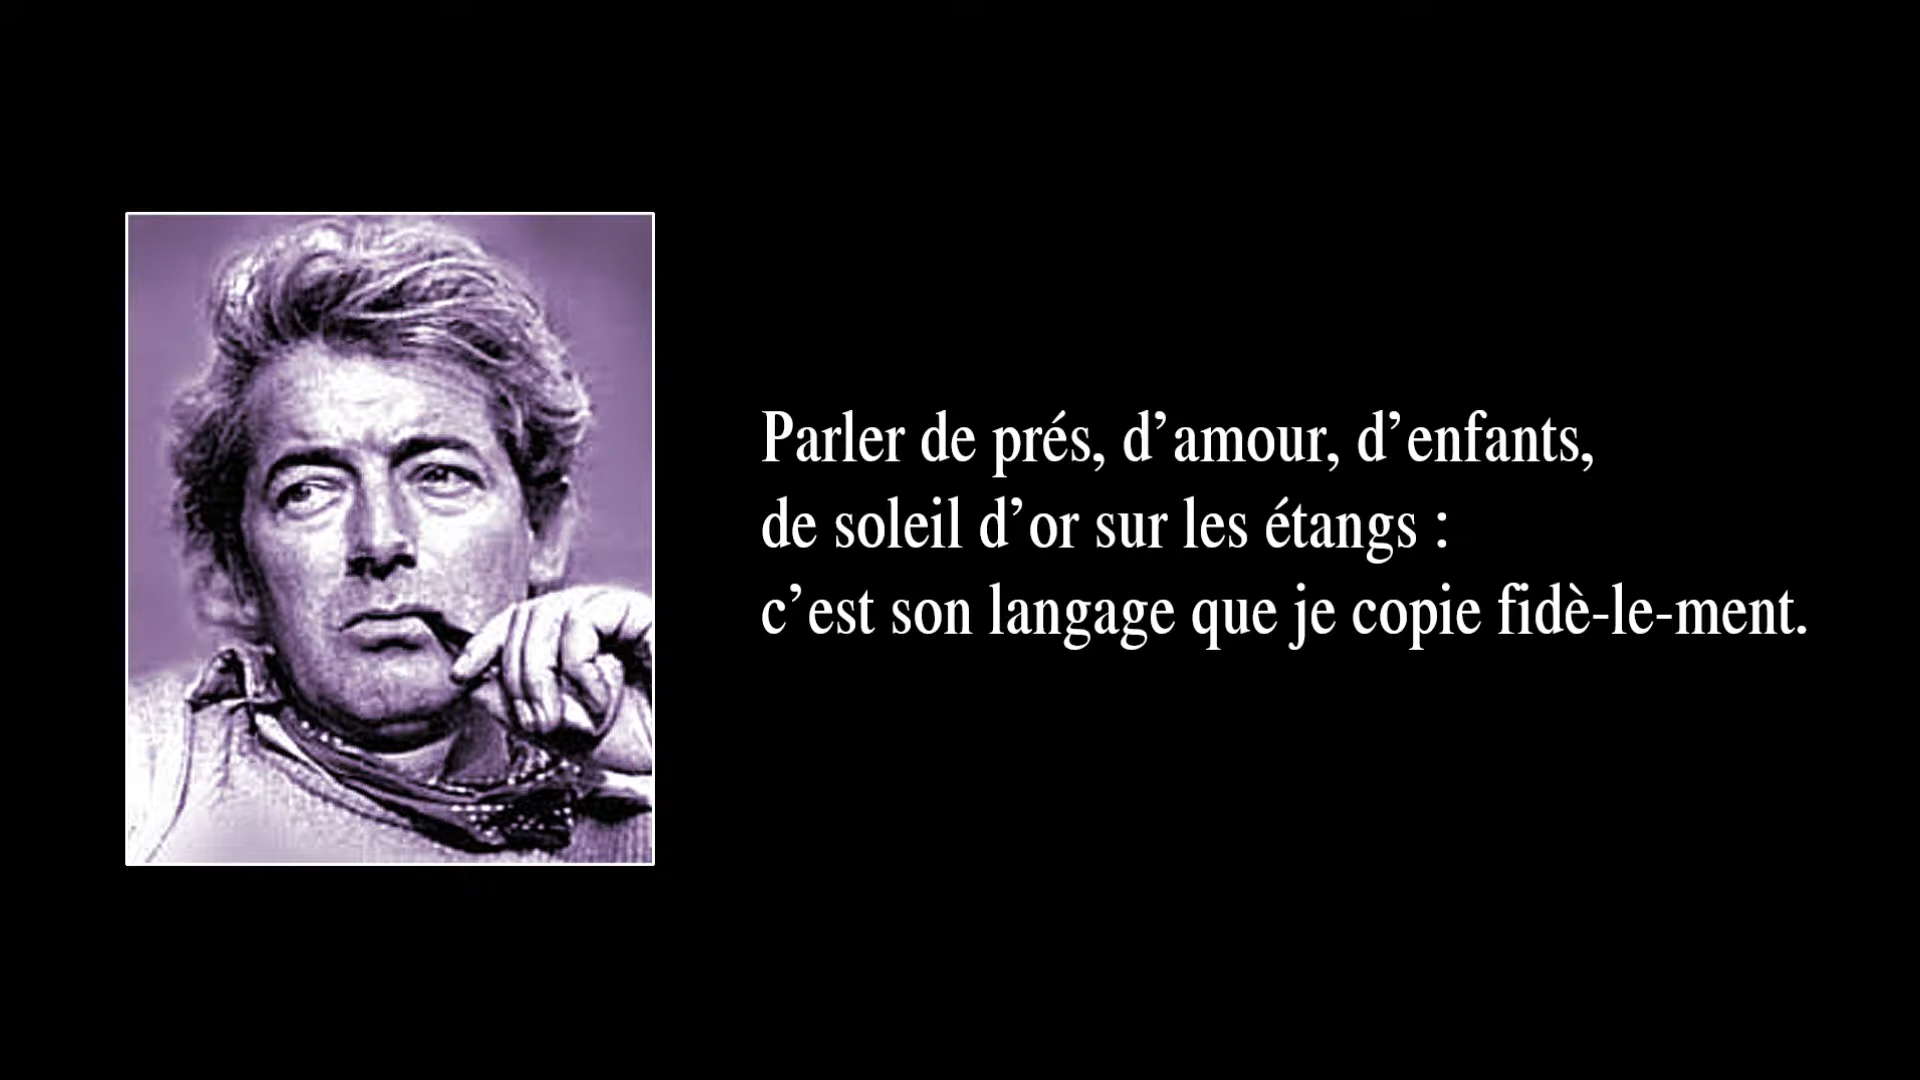 Parler de prés, d’amour, d’enfants,
de soleil d’or sur les étangs :
c’est son langage que je copie fidè-le-ment.